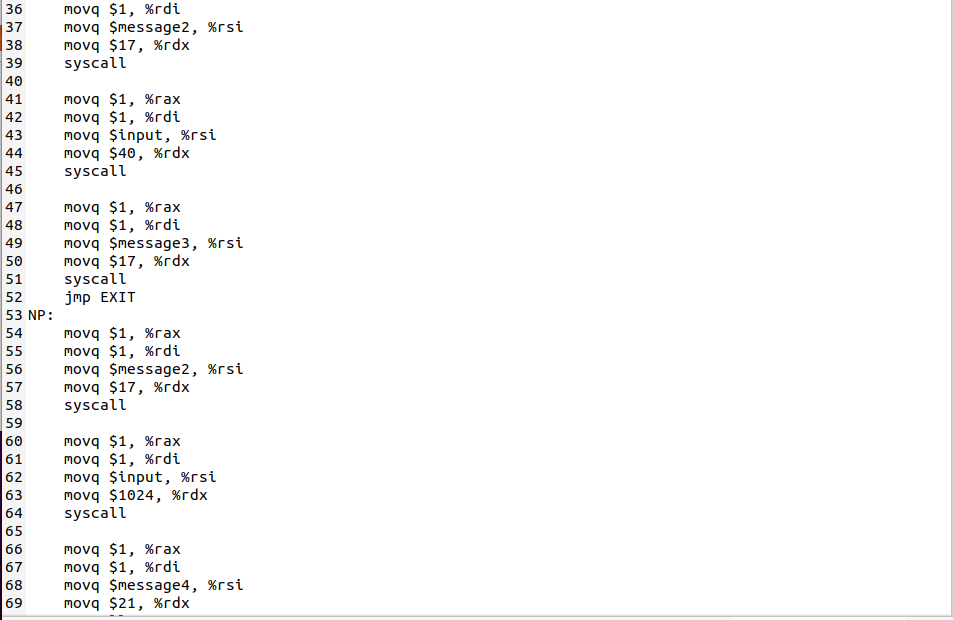 36 movq $1, %rdi
37 movq $message2, %rsi
38 movq $17, %rdx
39 syscall
40
41 movq $1, %rax
42 movq $1, %rdi
43 movq $input, %rsi
44 movq $40, %rdx
45 syscall
46
47 movq $1, %rax
48 movq $1, %rdi
49 movq $message3, %rsi
50 movq $17, %rdx
51 syscall
52 jmp EXIT
53 NP:
54 movq $1, %rax
55 movq $1, %rdi
56 movq $message2, %rsi
57 movq $17, %rdx
58 syscall
59
60 movq $1, %rax
61 movq $1, %rdi
62 movq $input, %rsi
63 movq $1024, %rdx
64 syscall
65
66 movq $1, %rax
67 movq $1, %rdi
68 movq $message4, %rsi
69 movq $21, %rdx